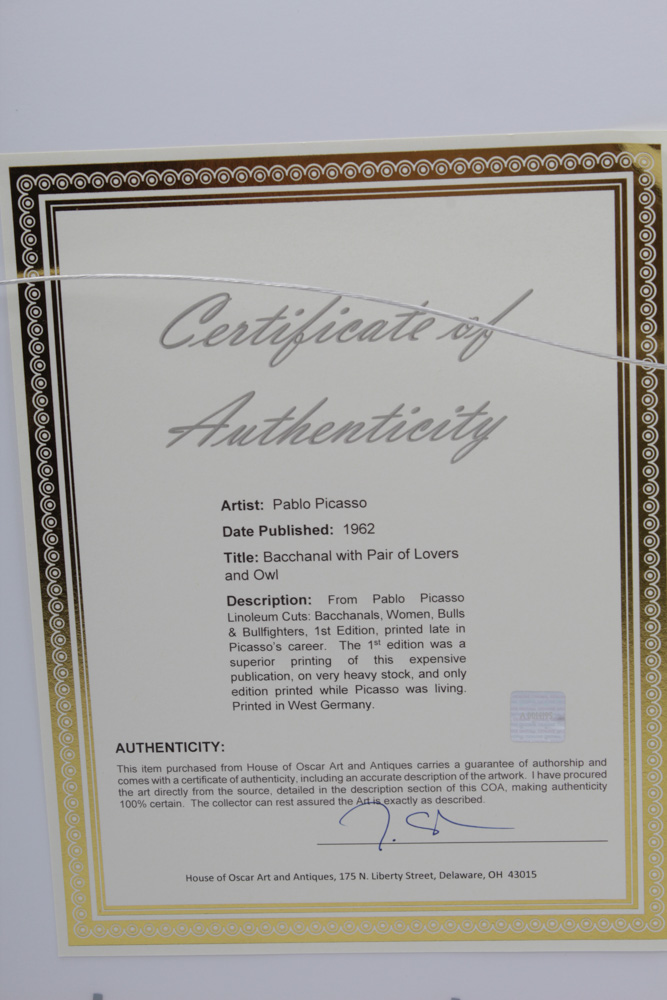 Certificate of
Authenticity
Artist: Pablo Picasso
Date Published: 1962
Title: Bacchanal with Pair of Lovers
and Owl
Description: From Pablo Picasso
Linoleum Cuts: Bacchanals, Women, Bulls
& Bullfighters, 1st Edition, printed late in
Picasso's career. The 1st edition was a
superior printing of this expensive
publication, on very heavy stock, and only
edition printed while Picasso was living.
Printed in West Germany.
AUTHENTICITY:
This item purchased from House of Oscar Art and Antiques carries a guarantee of authorship and
comes with a certificate of authenticity, including an accurate description of the artwork. I have procured
the art directly from the source, detailed in the description section of this COA, making authenticity
100% certain. The collector can rest assured the Art is exactly as described.
House of Oscar Art and Antiques, 175 N. Liberty Street, Delaware, OH 43015